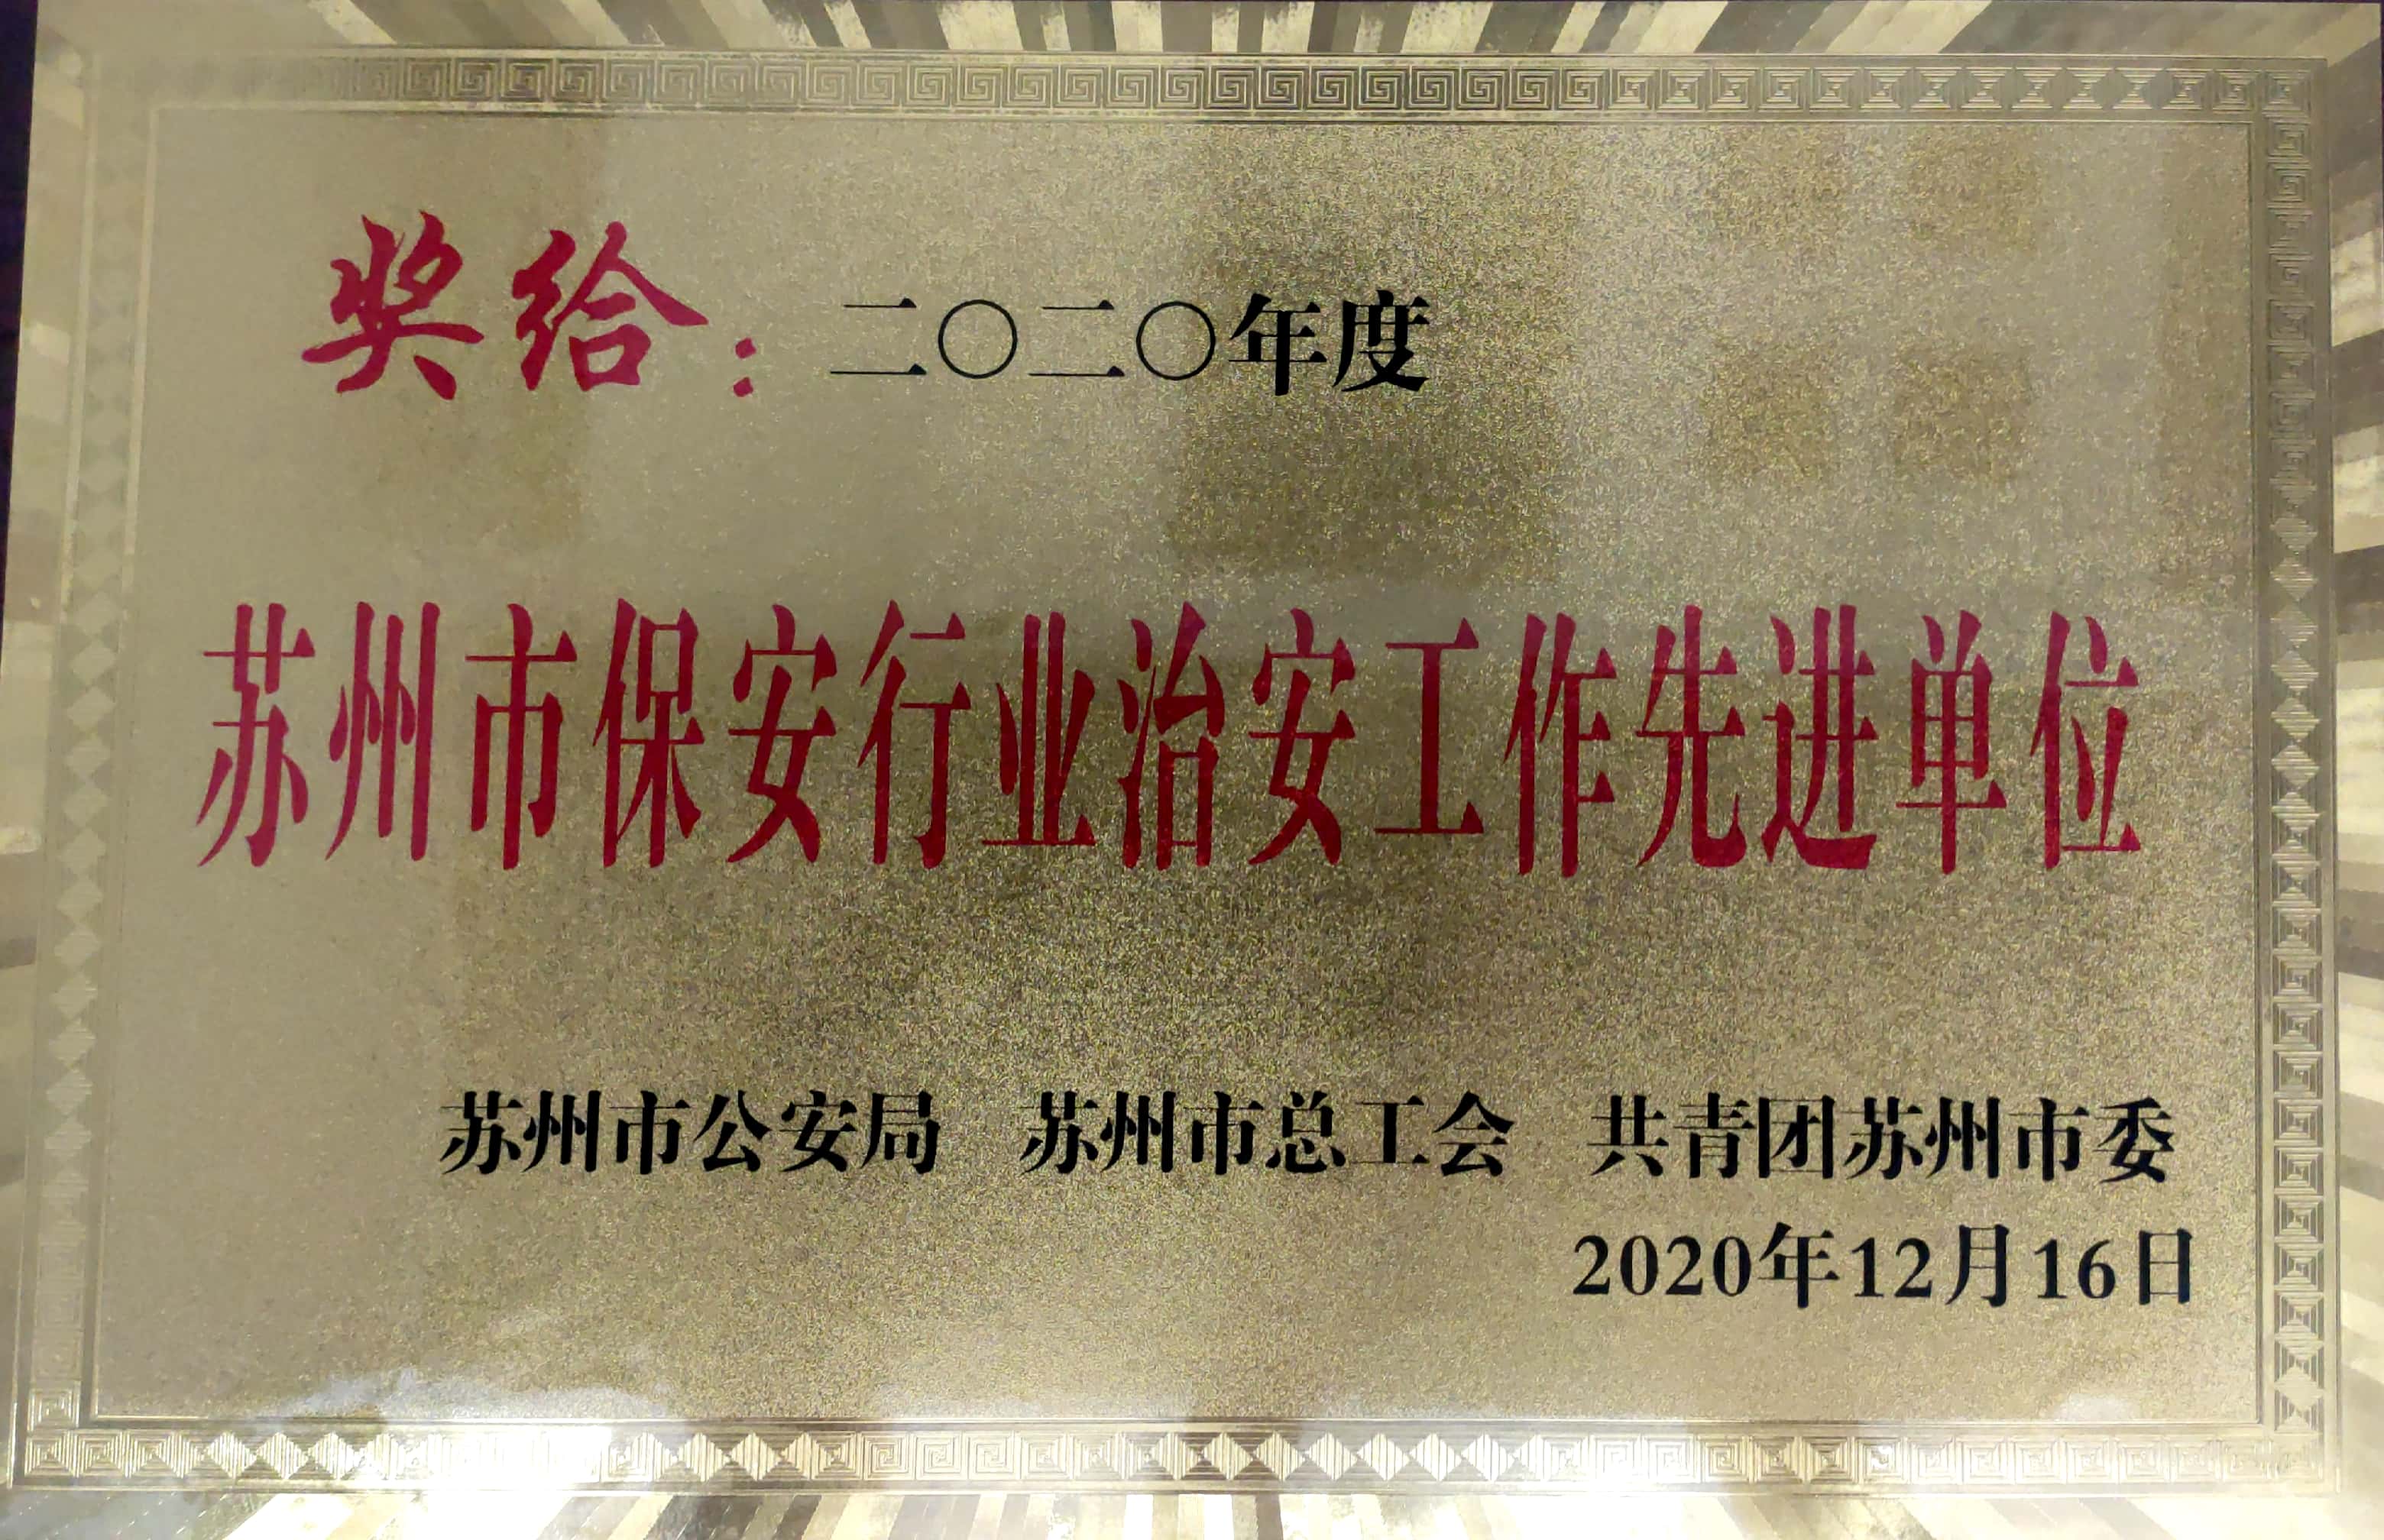 奖给：二〇二〇年度
苏州市保安行业治安工作先进单位
苏州市公安局 苏州市总工会 共青团苏州市委
2020年12月16日